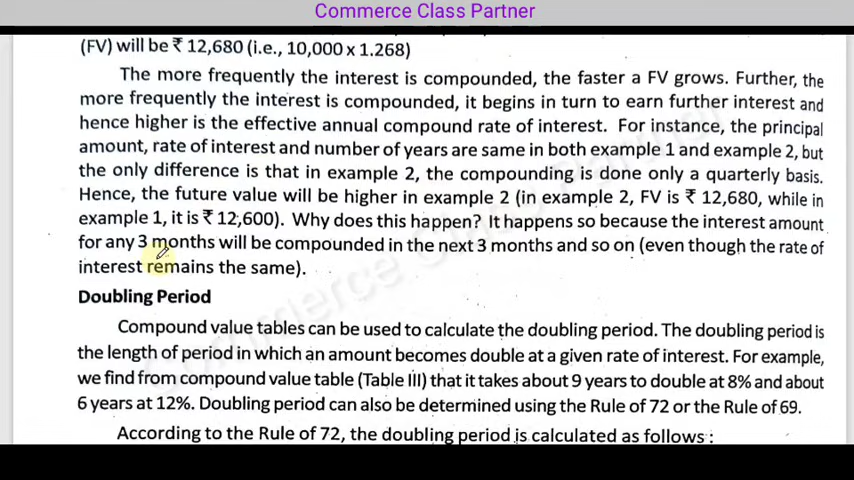 Commerce Class Partner
(FV) will be ₹ 12,680 (i.e., 10,000 x 1.268)
The more frequently the interest is compounded, the faster a FV grows. Further, the
more frequently the interest is compounded, it begins in turn to earn further interest and
hence higher is the effective annual compound rate of interest. For instance, the principal
amount, rate of interest and number of years are same in both example 1 and example 2, but
the only difference is that in example 2, the compounding is done only a quarterly basis.
Hence, the future value will be higher in example 2 (in example 2, FV is ₹ 12,680, while in
example 1, it is ₹ 12,600). Why does this happen? It happens so because the interest amount
for any 3 months will be compounded in the next 3 months and so on (even though the rate of
interest remains the same).
Doubling Period
Compound value tables can be used to calculate the doubling period. The doubling period is
the length of period in which an amount becomes double at a given rate of interest. For example,
we find from compound value table (Table III) that it takes about 9 years to double at 8% and about
6 years at 12%. Doubling period can also be determined using the Rule of 72 or the Rule of 69.
According to the Rule of 72, the doubling period is calculated as follows :